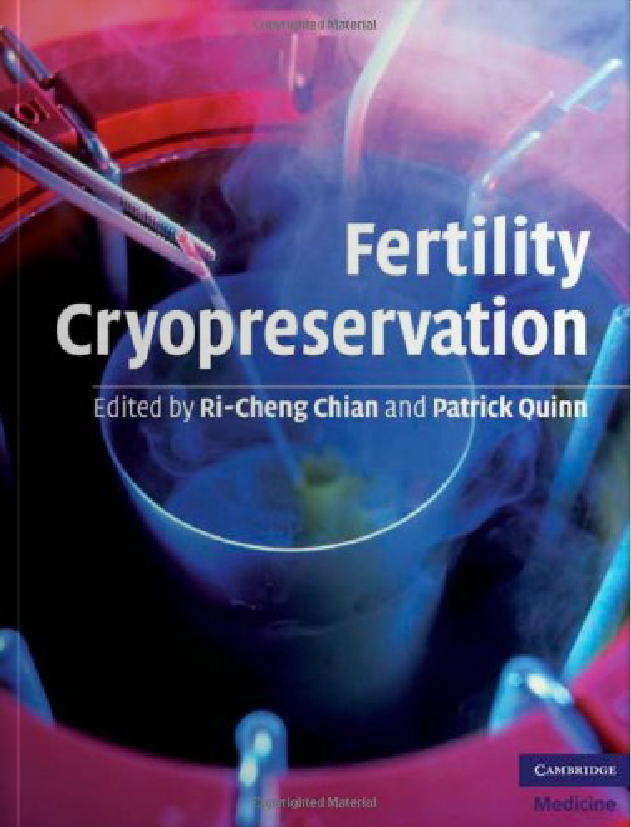 Copyrighted Material
Fertility
Cryopreservation
Edited by Ri-Cheng Chian and Patrick Quinn
CAMBRIDGE
Medicine
Copyrighted Material